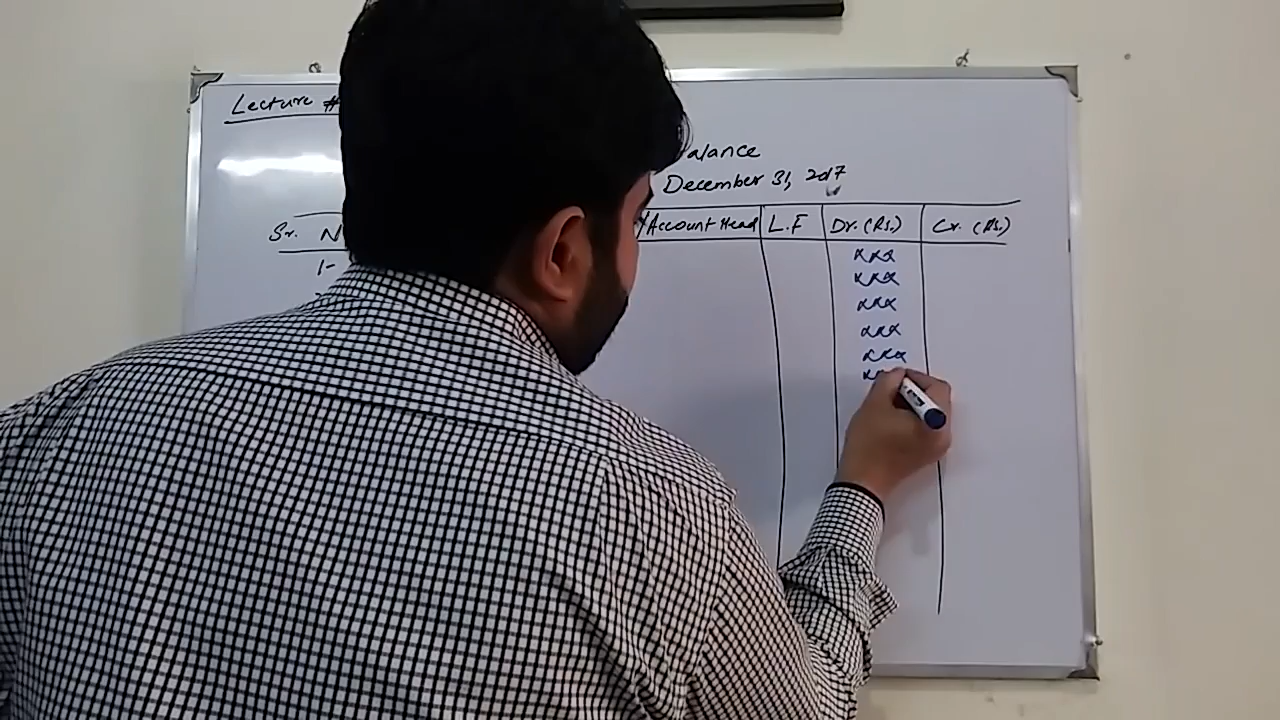 Lecture #
alance
December 31, 2017
Sr. N /Account Head L.F Dr. (Rs.) Cr. (Rs.)
1- xxx
xxx
xxx
xxx
xxx